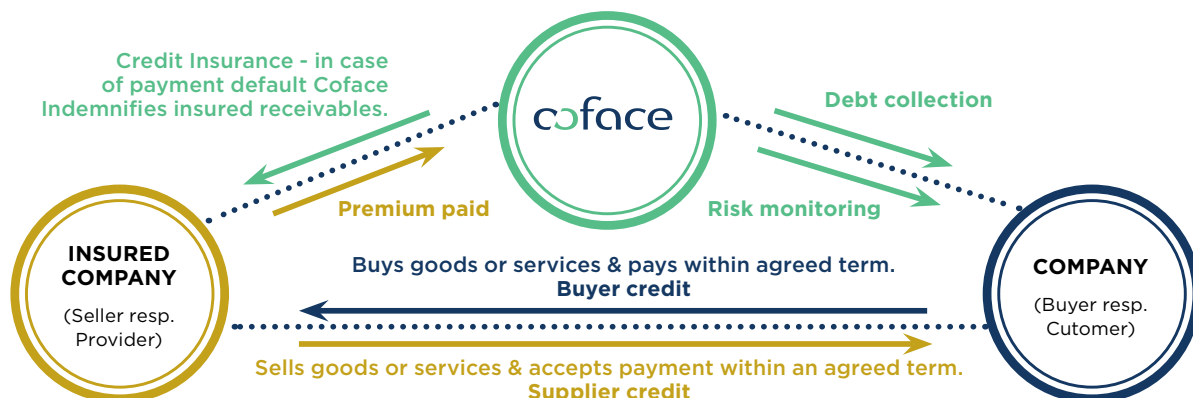 Credit Insurance - in case
of payment default Coface
Indemnifies insured receivables.
coface
Debt collection
Premium paid
Risk monitoring
INSURED
COMPANY
(Seller resp.
Provider)
Buys goods or services & pays within agreed term.
Buyer credit
COMPANY
(Buyer resp.
Cutomer)
Sells goods or services & accepts payment within an agreed term.
Supplier credit